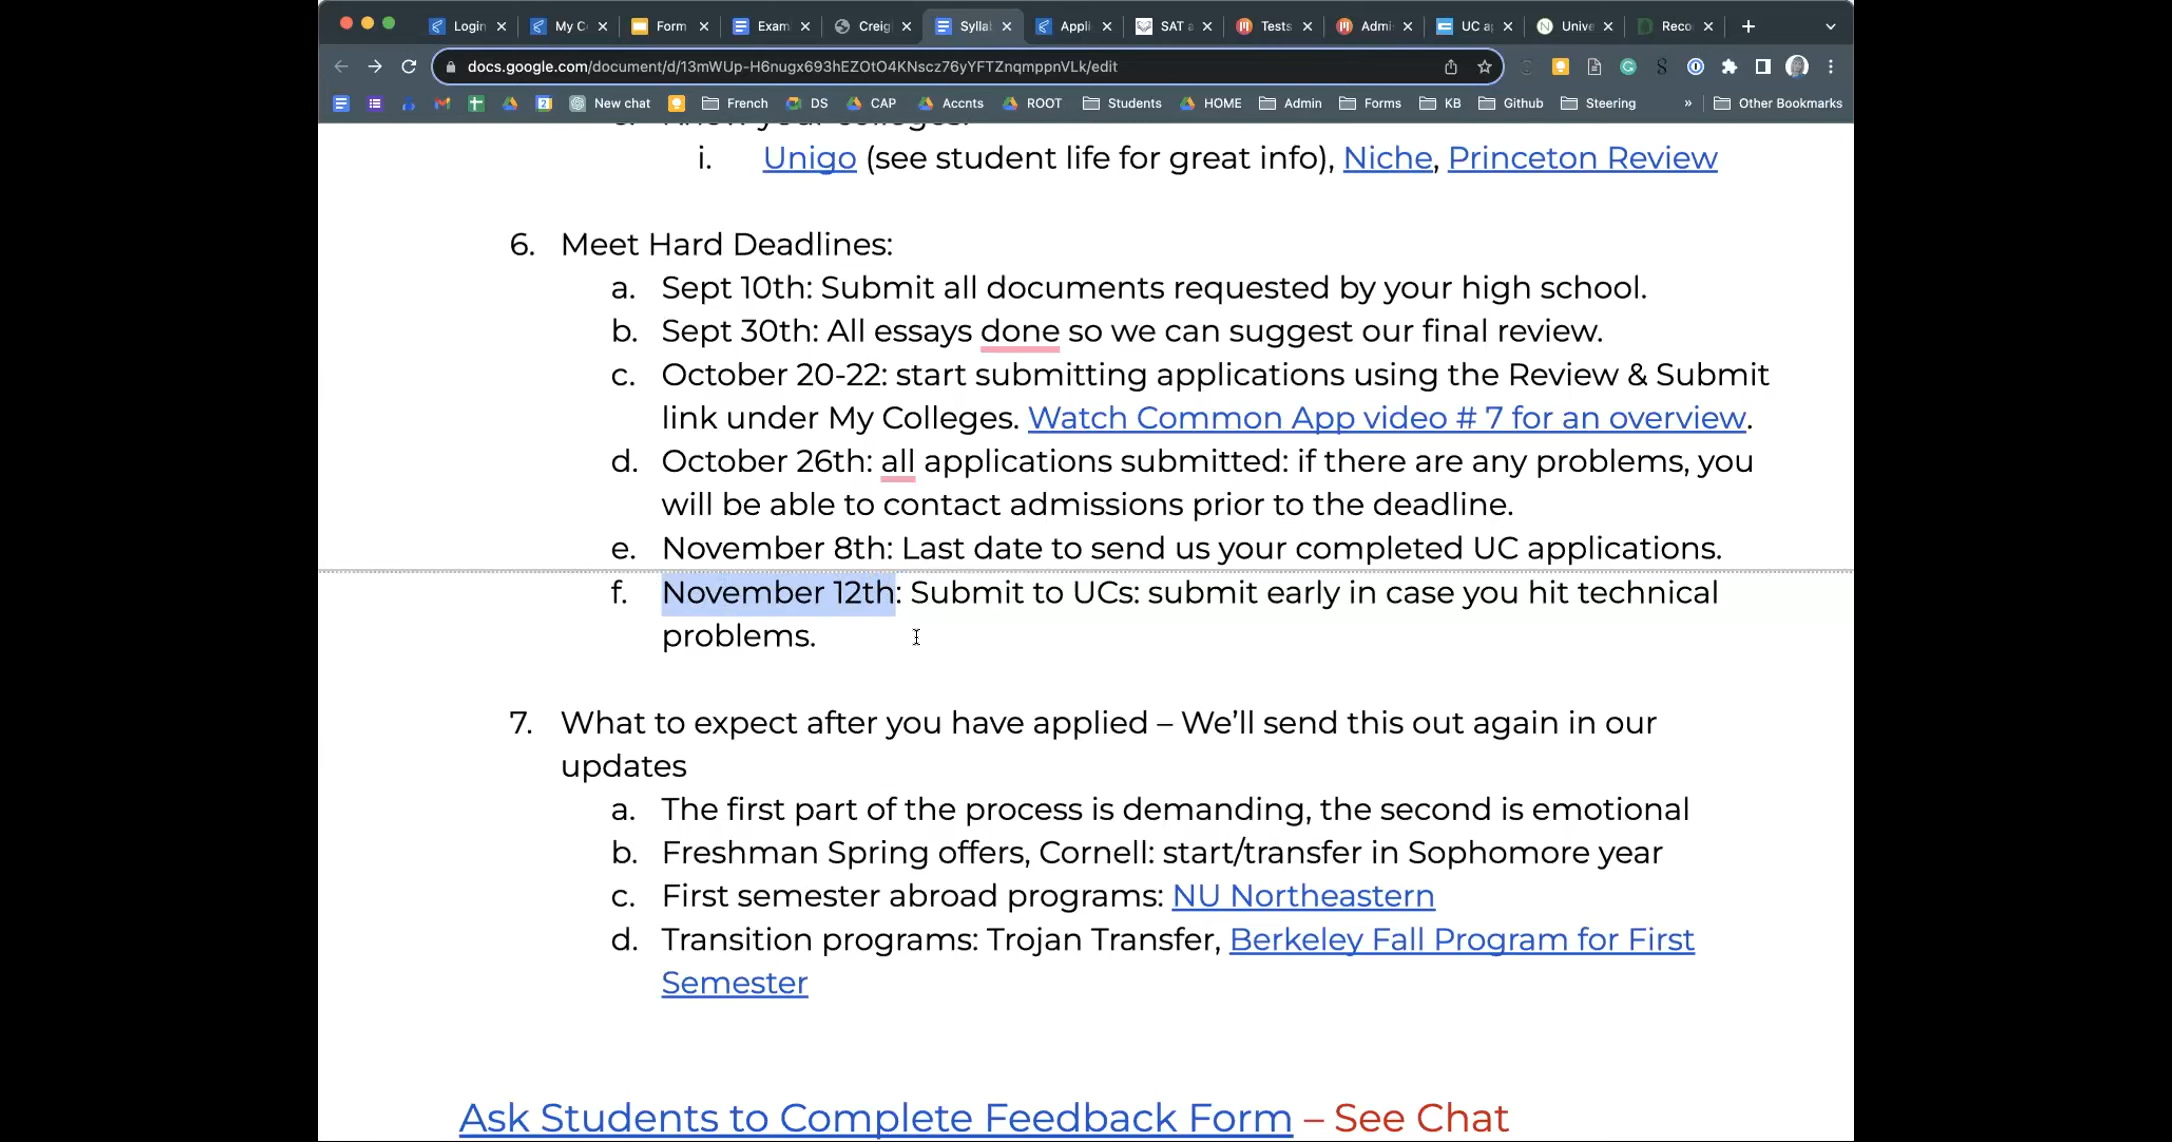 Login
My C
Form
Exam
Creig
Sylla
Appli
SAT a
Tests
Admi
UC a
Unive
Reco
docs.google.com/document/d/13mWUp-H6nugx693hEZOtO4KNscz76yYFTZnqmppnVLk/edit
New chat
French
DS
CAP
Accnts
ROOT
Students
HOME
Admin
Forms
KB
Github
Steering
»
Other Bookmarks
i. Unigo (see student life for great info), Niche, Princeton Review
6. Meet Hard Deadlines:
a. Sept 10th: Submit all documents requested by your high school.
b. Sept 30th: All essays done so we can suggest our final review.
c. October 20-22: start submitting applications using the Review & Submit
link under My Colleges. Watch Common App video # 7 for an overview.
d. October 26th: all applications submitted: if there are any problems, you
will be able to contact admissions prior to the deadline.
e. November 8th: Last date to send us your completed UC applications.
f. November 12th: Submit to UCs: submit early in case you hit technical
problems.
7. What to expect after you have applied – We’ll send this out again in our
updates
a. The first part of the process is demanding, the second is emotional
b. Freshman Spring offers, Cornell: start/transfer in Sophomore year
c. First semester abroad programs: NU Northeastern
d. Transition programs: Trojan Transfer, Berkeley Fall Program for First
Semester
Ask Students to Complete Feedback Form – See Chat